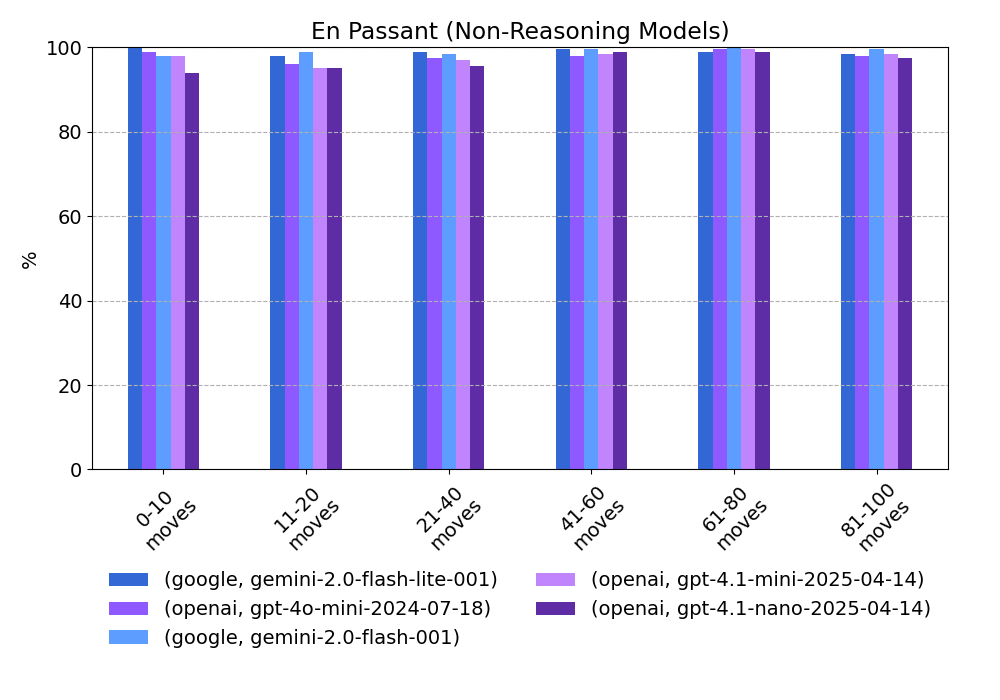 En Passant (Non-Reasoning Models)
100
80
60
40
20
0
%
0-10
moves
11-20
moves
21-40
moves
41-60
moves
61-80
moves
81-100
moves
(google, gemini-2.0-flash-lite-001)
(openai, gpt-4o-mini-2024-07-18)
(google, gemini-2.0-flash-001)
(openai, gpt-4.1-mini-2025-04-14)
(openai, gpt-4.1-nano-2025-04-14)